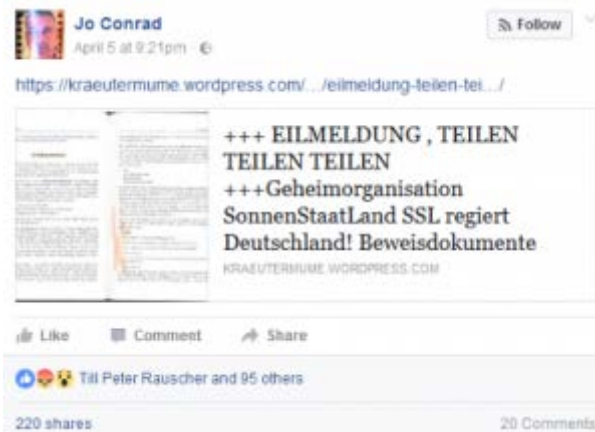 Jo Conrad
Follow
April 5 at 9:21pm
https://kraeutermume.wordpress.com/.../eilmeldung-teilen-tei.../
+++ EILMELDUNG , TEILEN
TEILEN TEILEN
+++Geheimorganisation
SonnenStaatLand SSL regiert
Deutschland! Beweisdokumente
KRAEUTERMUME.WORDPRESS.COM
Like Comment Share
Till Peter Rauscher and 95 others
220 shares 20 Comments